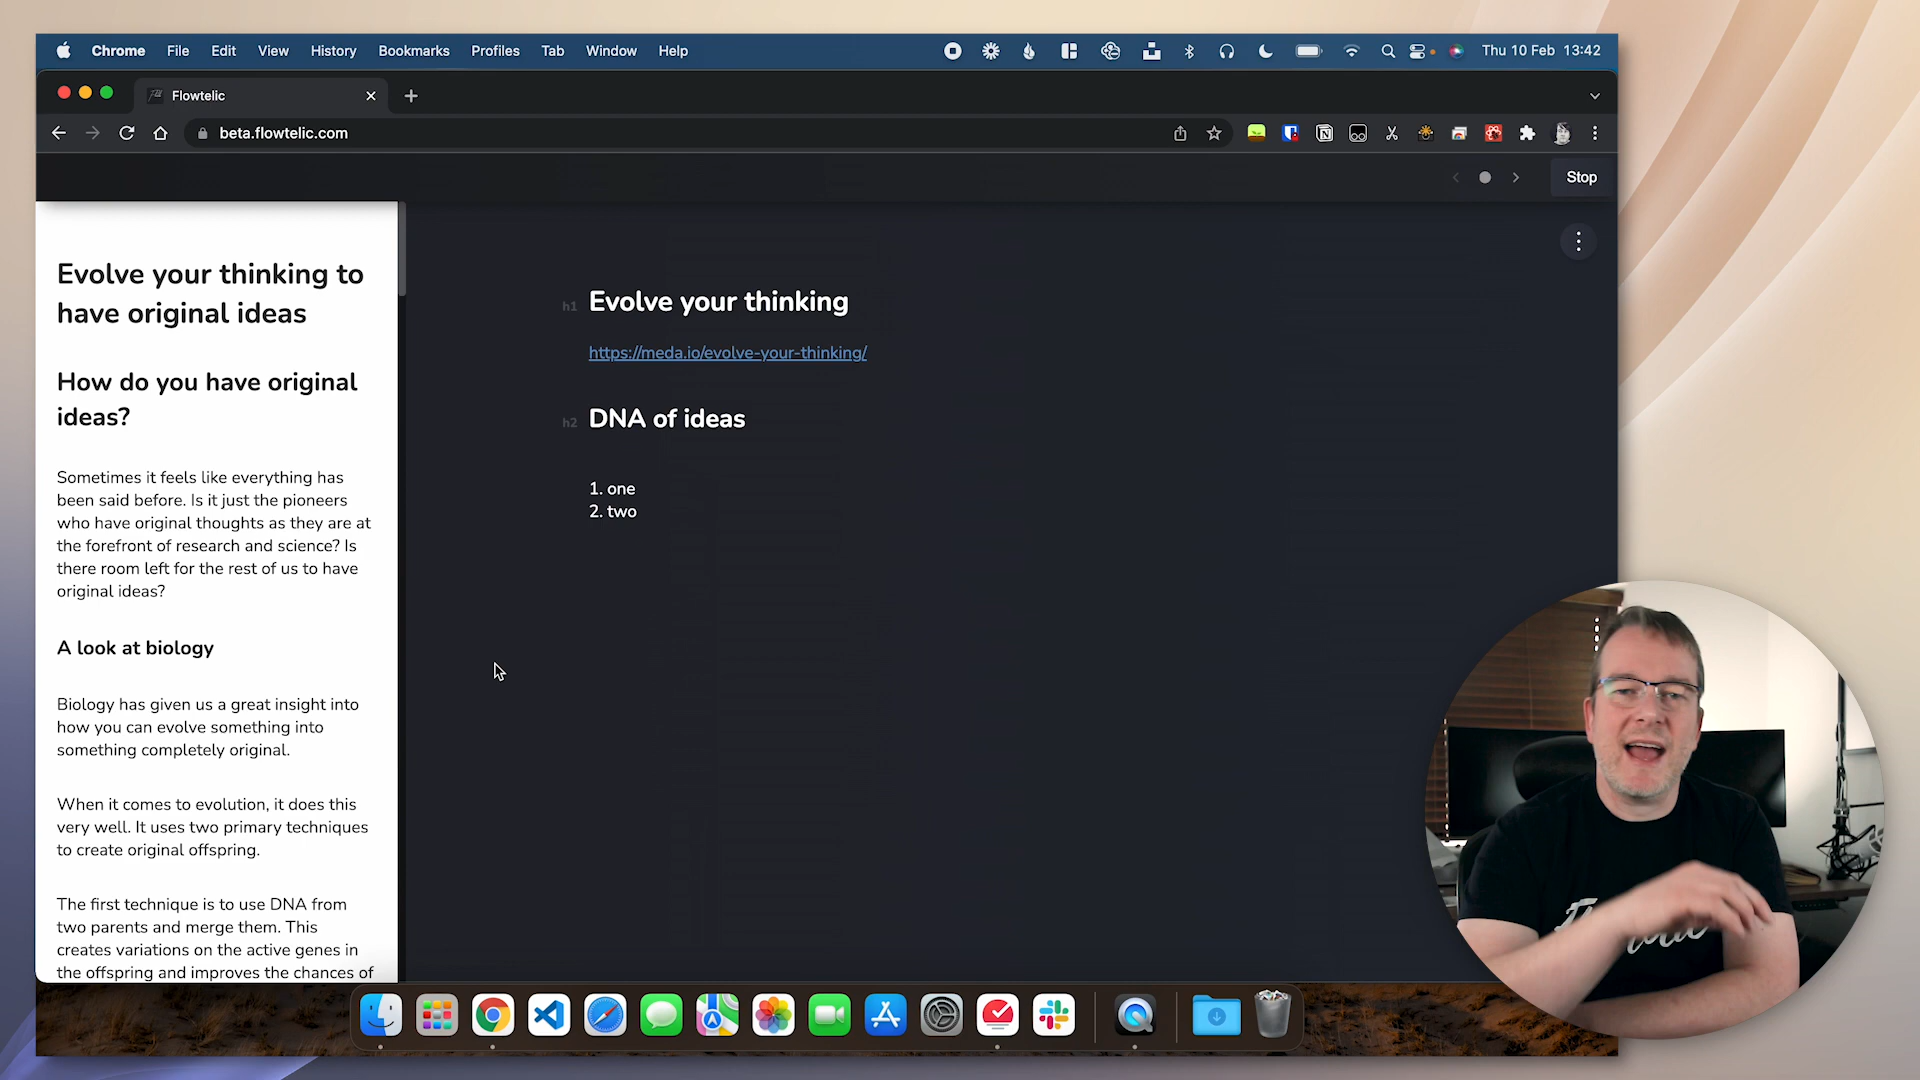 Chrome File Edit View History Bookmarks Profiles Tab Window Help
Thu 10 Feb 13:42
Flowtelic
beta.flowtelic.com
Stop
Evolve your thinking to
have original ideas
How do you have original
ideas?
Sometimes it feels like everything has
been said before. Is it just the pioneers
who have original thoughts as they are at
the forefront of research and science? Is
there room left for the rest of us to have
original ideas?
A look at biology
Biology has given us a great insight into
how you can evolve something into
something completely original.
When it comes to evolution, it does this
very well. It uses two primary techniques
to create original offspring.
The first technique is to use DNA from
two parents and merge them. This
creates variations on the active genes in
the offspring and improves the chances of
h1 Evolve your thinking
https://meda.io/evolve-your-thinking/
h2 DNA of ideas
1. one
2. two